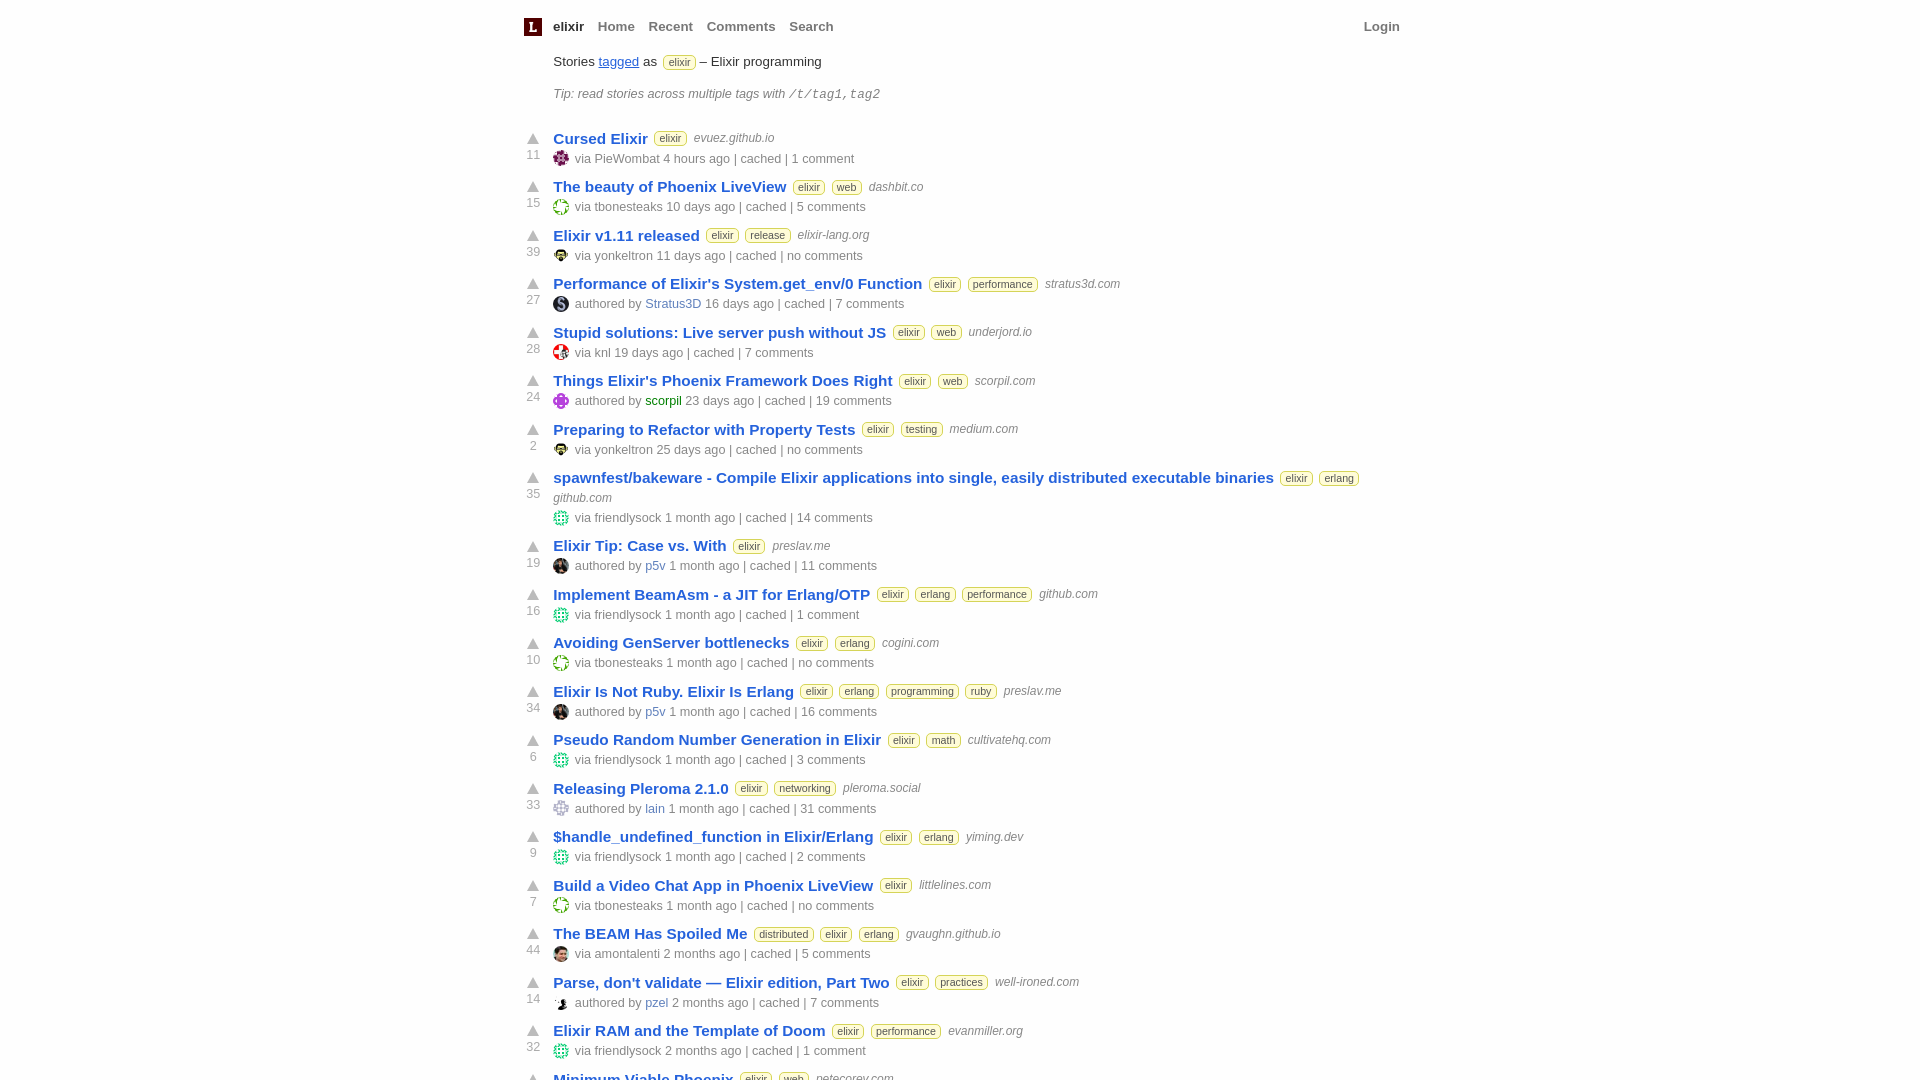 L elixir Home Recent Comments Search Login
Stories tagged as elixir – Elixir programming
Tip: read stories across multiple tags with /t/tag1,tag2
Cursed Elixir elixir evuez.github.io
11 via PieWombat 4 hours ago | cached | 1 comment
The beauty of Phoenix LiveView elixir web dashbit.co
15 via tbonesteaks 10 days ago | cached | 5 comments
Elixir v1.11 released elixir release elixir-lang.org
39 via yonkeltron 11 days ago | cached | no comments
Performance of Elixir's System.get_env/0 Function elixir performance stratus3d.com
27 authored by Stratus3D 16 days ago | cached | 7 comments
Stupid solutions: Live server push without JS elixir web underjord.io
28 via knl 19 days ago | cached | 7 comments
Things Elixir's Phoenix Framework Does Right elixir web scorpil.com
24 authored by scorpil 23 days ago | cached | 19 comments
Preparing to Refactor with Property Tests elixir testing medium.com
2 via yonkeltron 25 days ago | cached | no comments
spawnfest/bakeware - Compile Elixir applications into single, easily distributed executable binaries elixir erlang
35 github.com
via friendlysock 1 month ago | cached | 14 comments
Elixir Tip: Case vs. With elixir preslav.me
19 authored by p5v 1 month ago | cached | 11 comments
Implement BeamAsm - a JIT for Erlang/OTP elixir erlang performance github.com
16 via friendlysock 1 month ago | cached | 1 comment
Avoiding GenServer bottlenecks elixir erlang cogini.com
10 via tbonesteaks 1 month ago | cached | no comments
Elixir Is Not Ruby. Elixir Is Erlang elixir erlang programming ruby preslav.me
34 authored by p5v 1 month ago | cached | 16 comments
Pseudo Random Number Generation in Elixir elixir math cultivatehq.com
6 via friendlysock 1 month ago | cached | 3 comments
Releasing Pleroma 2.1.0 elixir networking pleroma.social
33 authored by lain 1 month ago | cached | 31 comments
$handle_undefined_function in Elixir/Erlang elixir erlang yiming.dev
9 via friendlysock 1 month ago | cached | 2 comments
Build a Video Chat App in Phoenix LiveView elixir littlelines.com
7 via tbonesteaks 1 month ago | cached | no comments
The BEAM Has Spoiled Me distributed elixir erlang gvaughn.github.io
44 via amontalenti 2 months ago | cached | 5 comments
Parse, don't validate — Elixir edition, Part Two elixir practices well-ironed.com
14 authored by pzel 2 months ago | cached | 7 comments
Elixir RAM and the Template of Doom elixir performance evanmiller.org
32 via friendlysock 2 months ago | cached | 1 comment
Minimum Viable Phoenix elixir web petecorey.com